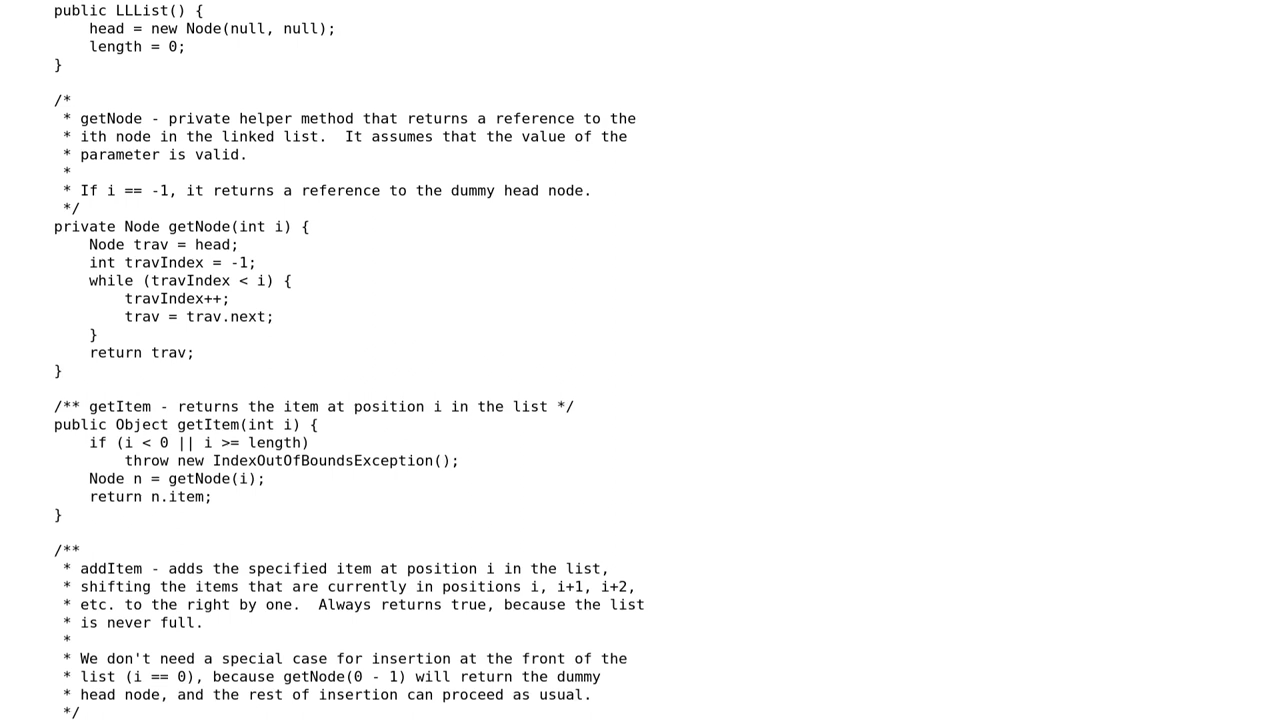 public LLList() {
    head = new Node(null, null);
    length = 0;
}

/*
 * getNode - private helper method that returns a reference to the
 * ith node in the linked list.  It assumes that the value of the
 * parameter is valid.
 *
 * If i == -1, it returns a reference to the dummy head node.
 */
private Node getNode(int i) {
    Node trav = head;
    int travIndex = -1;
    while (travIndex < i) {
        travIndex++;
        trav = trav.next;
    }
    return trav;
}

/** getItem - returns the item at position i in the list */
public Object getItem(int i) {
    if (i < 0 || i >= length)
        throw new IndexOutOfBoundsException();
    Node n = getNode(i);
    return n.item;
}

/**
 * addItem - adds the specified item at position i in the list,
 * shifting the items that are currently in positions i, i+1, i+2,
 * etc. to the right by one.  Always returns true, because the list
 * is never full.
 *
 * We don't need a special case for insertion at the front of the
 * list (i == 0), because getNode(0 - 1) will return the dummy
 * head node, and the rest of insertion can proceed as usual.
 */